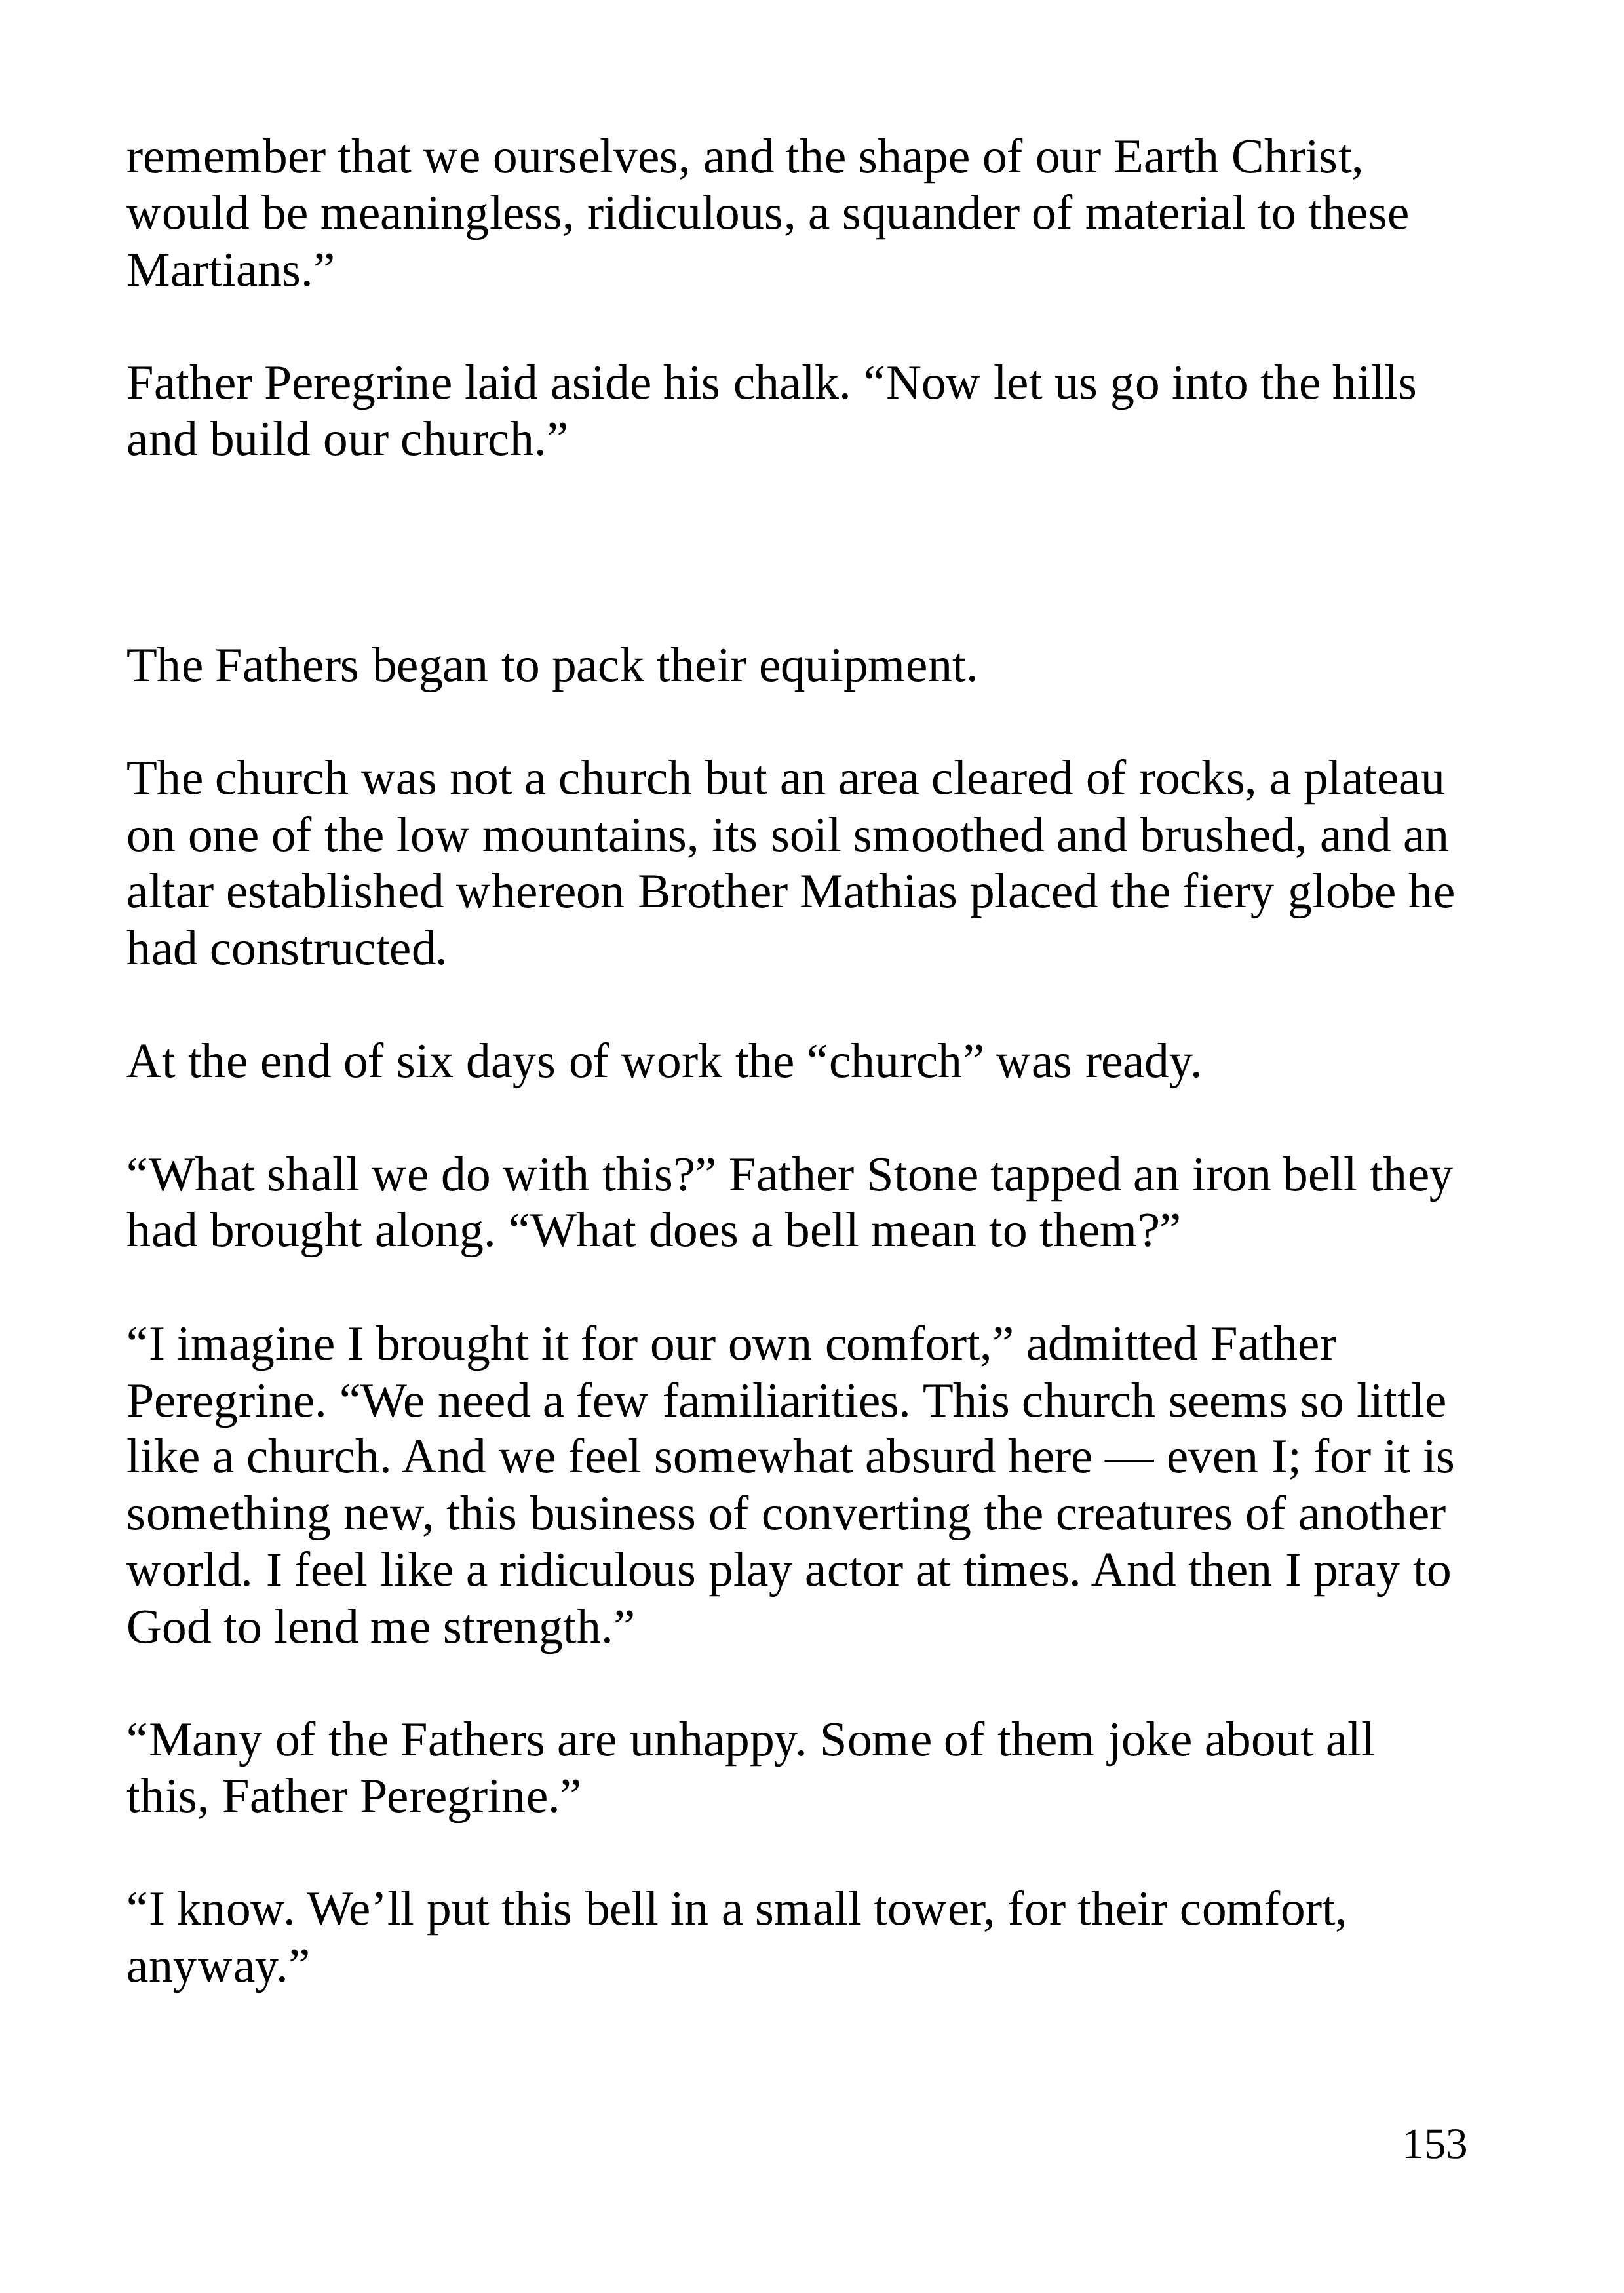 remember that we ourselves, and the shape of our Earth Christ,
would be meaningless, ridiculous, a squander of material to these
Martians.”
Father Peregrine laid aside his chalk. “Now let us go into the hills
and build our church.”
The Fathers began to pack their equipment.
The church was not a church but an area cleared of rocks, a plateau
on one of the low mountains, its soil smoothed and brushed, and an
altar established whereon Brother Mathias placed the fiery globe he
had constructed.
At the end of six days of work the “church” was ready.
“What shall we do with this?” Father Stone tapped an iron bell they
had brought along. “What does a bell mean to them?”
“I imagine I brought it for our own comfort,” admitted Father
Peregrine. “We need a few familiarities. This church seems so little
like a church. And we feel somewhat absurd here — even I; for it is
something new, this business of converting the creatures of another
world. I feel like a ridiculous play actor at times. And then I pray to
God to lend me strength.”
“Many of the Fathers are unhappy. Some of them joke about all
this, Father Peregrine.”
“I know. We’ll put this bell in a small tower, for their comfort,
anyway.”
153